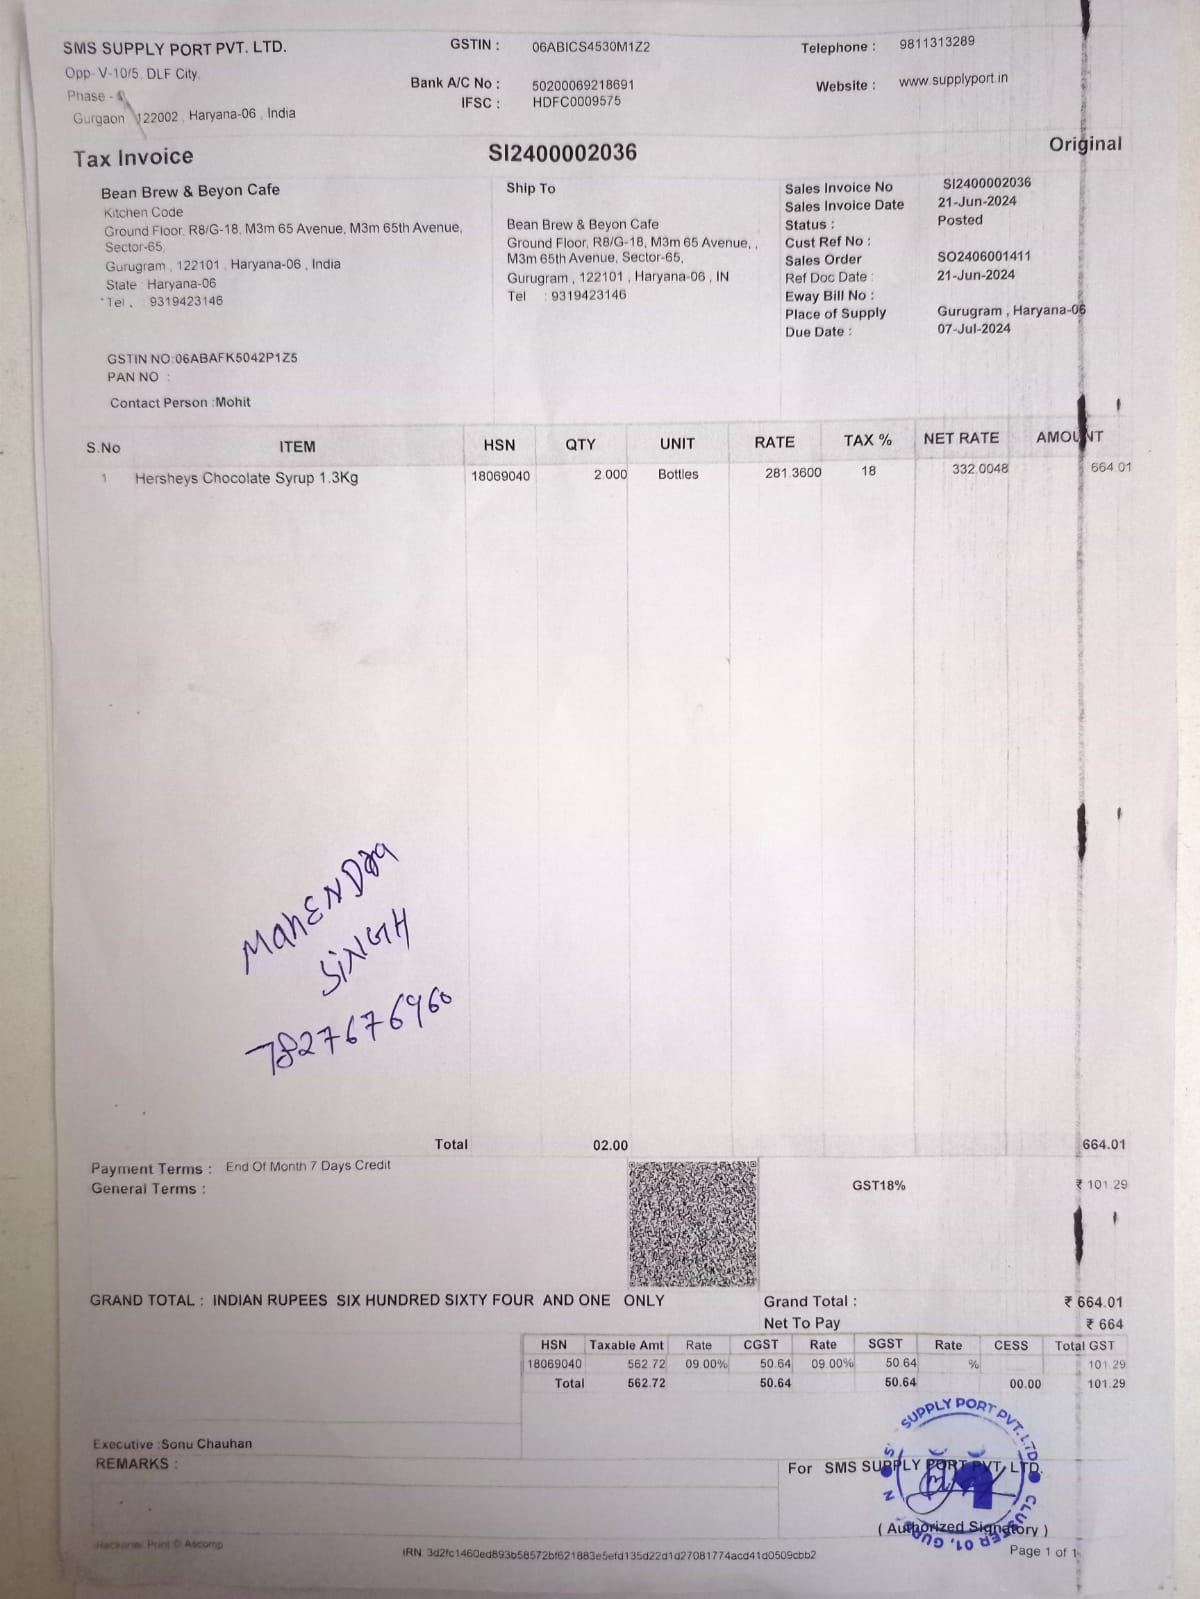 SMS SUPPLY PORT PVT. LTD.
Opp- V-10/5, DLF City,
Phase -
Gurgaon 122002 , Haryana-06 , India
GSTIN : 06ABICS4530M1Z2
Bank A/C No : 50200069218691
IFSC : HDFC0009575
Telephone : 9811313289
Website : www.supplyport.in
Tax Invoice SI2400002036 Original
Bean Brew & Beyon Cafe
Kitchen Code
Ground Floor, R8/G-18, M3m 65 Avenue, M3m 65th Avenue,
Sector-65,
Gurugram , 122101 , Haryana-06 , India
State : Haryana-06
Tel . : 9319423146
GSTIN NO:06ABAFK5042P1Z5
PAN NO :
Contact Person :Mohit
Ship To
Bean Brew & Beyon Cafe
Ground Floor, R8/G-18, M3m 65 Avenue, ,
M3m 65th Avenue, Sector-65,
Gurugram , 122101 , Haryana-06 , IN
Tel : 9319423146
Sales Invoice No SI2400002036
Sales Invoice Date 21-Jun-2024
Status : Posted
Cust Ref No :
Sales Order SO2406001411
Ref Doc Date : 21-Jun-2024
Eway Bill No :
Place of Supply Gurugram , Haryana-06
Due Date : 07-Jul-2024
S.No ITEM HSN QTY UNIT RATE TAX % NET RATE AMOUNT
1 Hersheys Chocolate Syrup 1.3Kg 18069040 2.000 Bottles 281.3600 18 332.0048 664.01
MAHENDRA
SINGH
7827676960
Total 02.00 664.01
Payment Terms : End Of Month 7 Days Credit
General Terms :
GST18% ₹ 101.29
GRAND TOTAL : INDIAN RUPEES SIX HUNDRED SIXTY FOUR AND ONE ONLY
Grand Total : ₹ 664.01
Net To Pay ₹ 664
HSN Taxable Amt Rate CGST Rate SGST Rate CESS Total GST
18069040 562.72 09.00% 50.64 09.00% 50.64 % 101.29
Total 562.72 50.64 50.64 00.00 101.29
Executive :Sonu Chauhan
REMARKS :
For SMS SUPPLY PORT PVT. LTD.
SUPPLY PORT PVT. LTD.
CLUSTER 01,
( Authorized Signatory )
Reckoner Print © Ascomp
IRN: 3d2fc1460ed893b58572bf621883e5efd135d22d1d27081774acd41d0509cbb2
Page 1 of 1